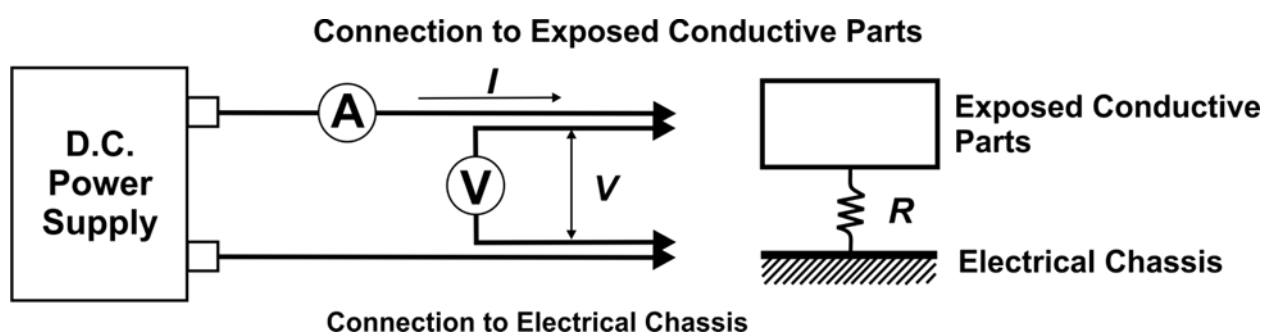 Connection to Exposed Conductive Parts
I
A
D.C.
Power
Supply
V
V
Exposed Conductive
Parts
R
Electrical Chassis
Connection to Electrical Chassis